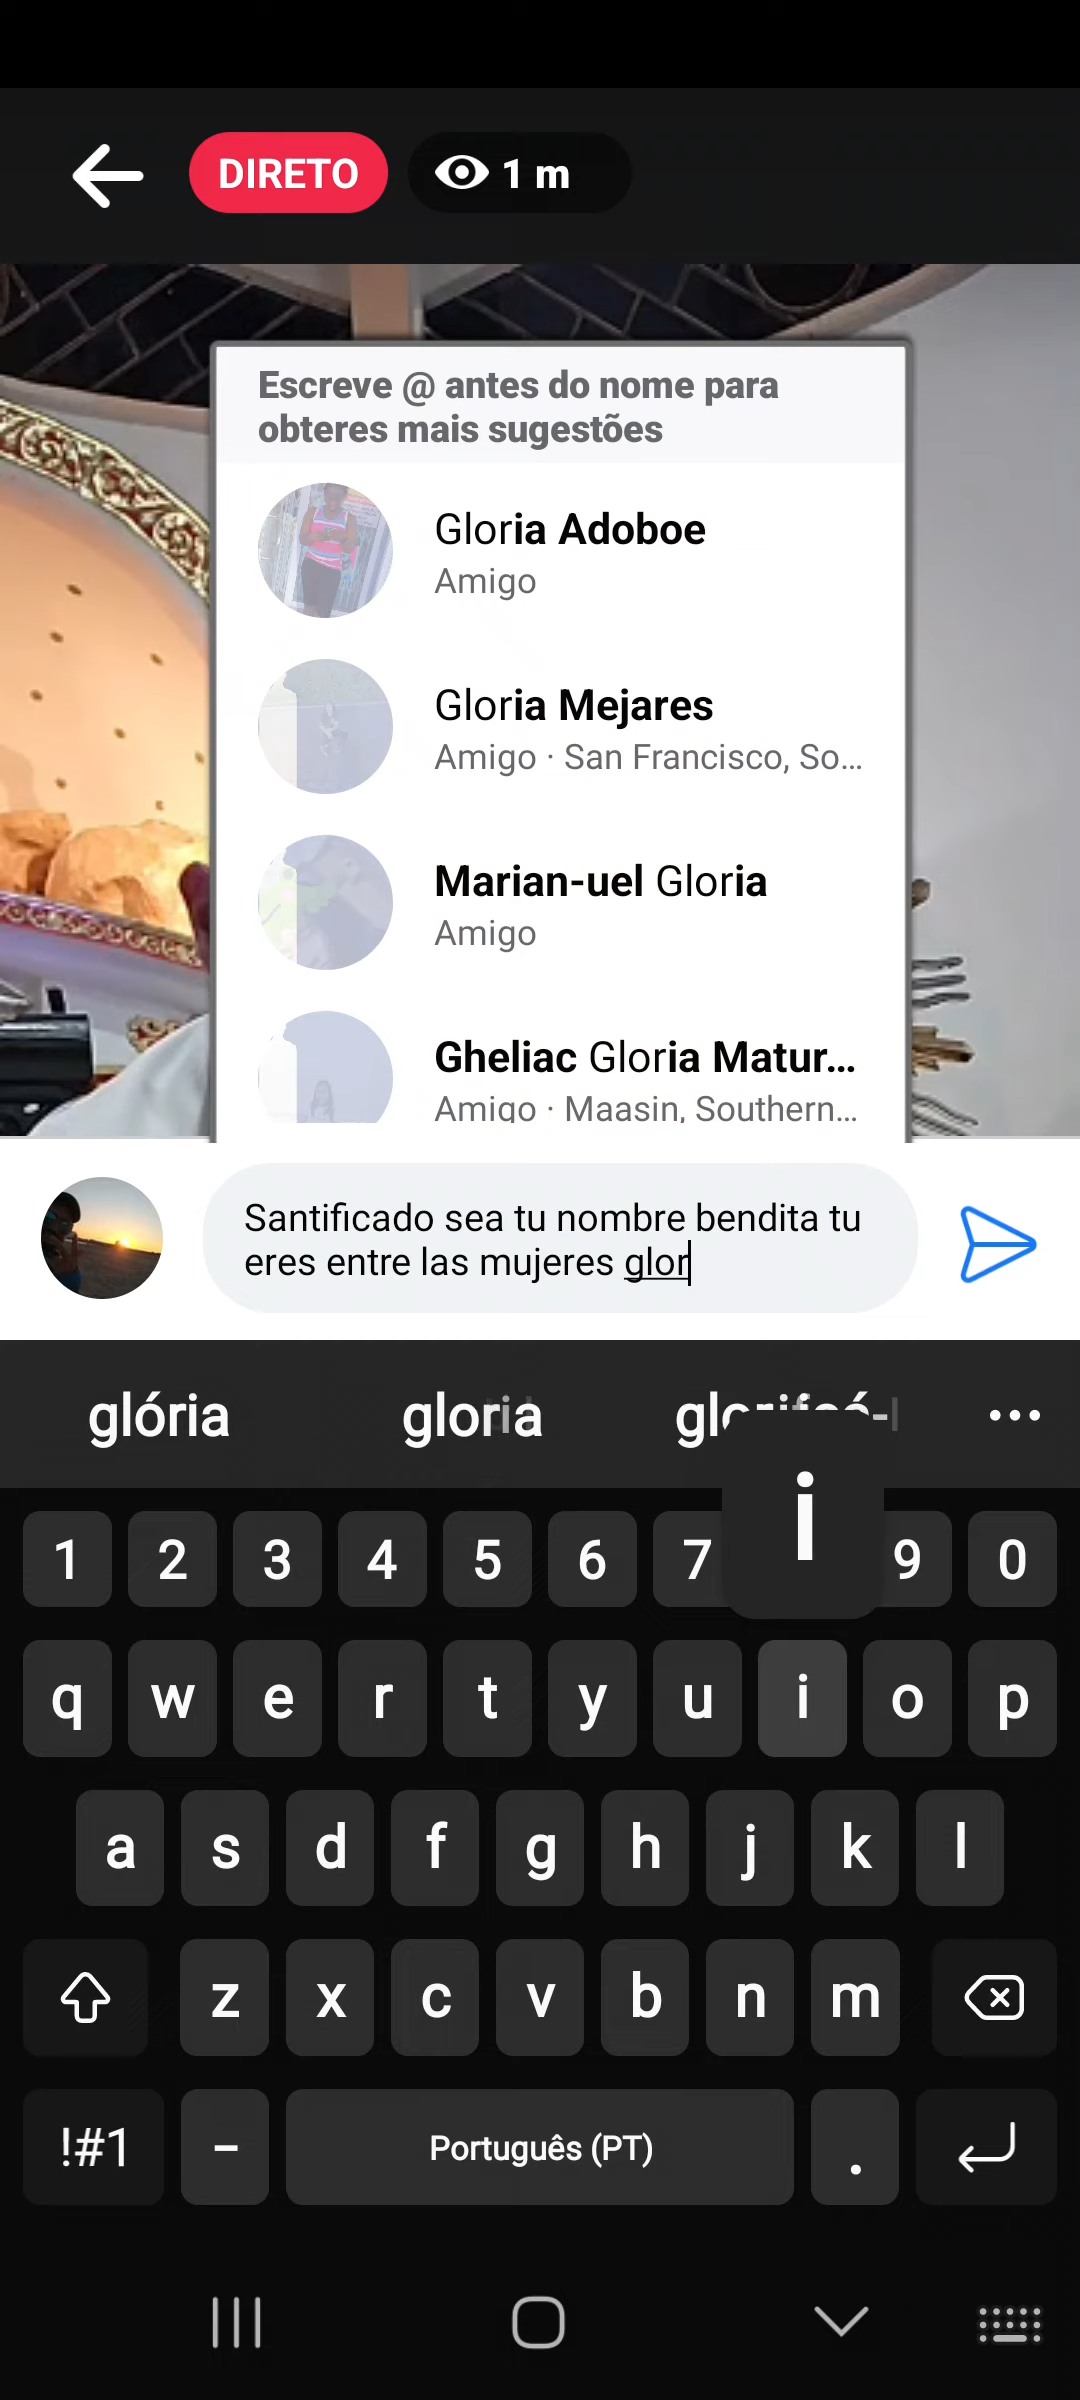 DIRETO
1 m
Escreve @ antes do nome para
obteres mais sugestões
Gloria Adoboe
Amigo
Gloria Mejares
Amigo · San Francisco, So...
Marian-uel Gloria
Amigo
Gheliac Gloria Matur...
Amigo · Maasin, Southern...
Santificado sea tu nombre bendita tu
eres entre las mujeres glor
glória gloria
i
1 2 3 4 5 6 7 9 0
q w e r t y u i o p
a s d f g h j k l
z x c v b n m
!#1 - Português (PT) .